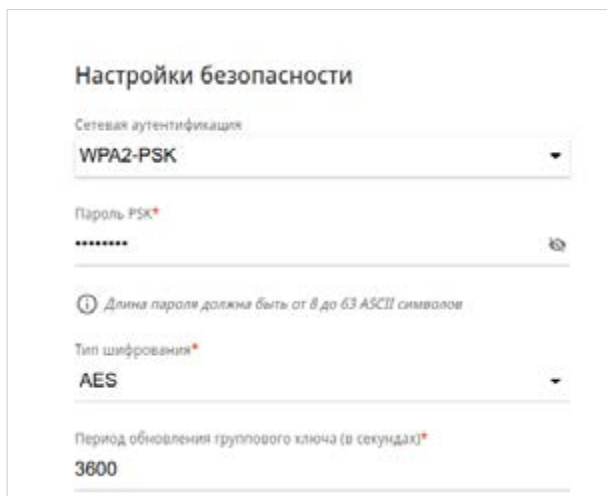 Настройки безопасности
Сетевая аутентификация
WPA2-PSK
Пароль PSK*
••••••••
Длина пароля должна быть от 8 до 63 ASCII символов
Тип шифрования*
AES
Период обновления группового ключа (в секундах)*
3600